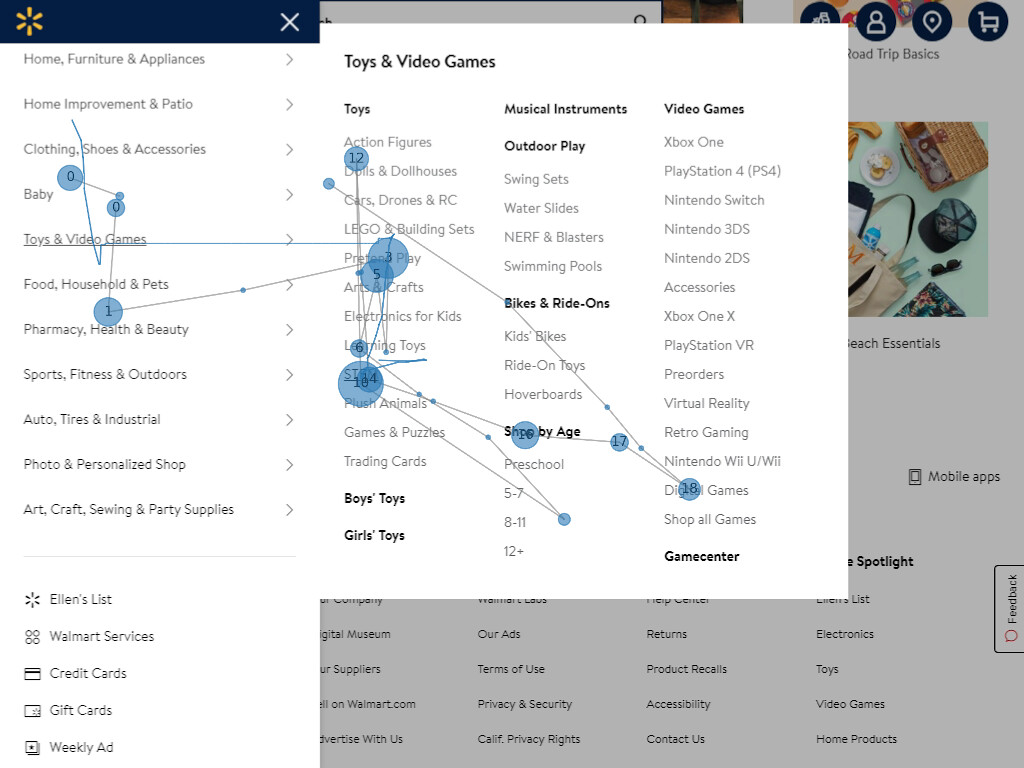 ch
Home, Furniture & Appliances
Home Improvement & Patio
Clothing, Shoes & Accessories
Baby
Toys & Video Games
Food, Household & Pets
Pharmacy, Health & Beauty
Sports, Fitness & Outdoors
Auto, Tires & Industrial
Photo & Personalized Shop
Art, Craft, Sewing & Party Supplies
Ellen's List
Walmart Services
Credit Cards
Gift Cards
Weekly Ad
Toys & Video Games
Toys
Action Figures
Dolls & Dollhouses
Cars, Drones & RC
LEGO & Building Sets
Pretend Play
Arts & Crafts
Electronics for Kids
Learning Toys
STEM
Plush Animals
Games & Puzzles
Trading Cards
Boys' Toys
Girls' Toys
Musical Instruments
Outdoor Play
Swing Sets
Water Slides
NERF & Blasters
Swimming Pools
Bikes & Ride-Ons
Kids' Bikes
Ride-On Toys
Hoverboards
Shop by Age
Preschool
5-7
8-11
12+
Video Games
Xbox One
PlayStation 4 (PS4)
Nintendo Switch
Nintendo 3DS
Nintendo 2DS
Accessories
Xbox One X
PlayStation VR
Preorders
Virtual Reality
Retro Gaming
Nintendo Wii U/Wii
Digital Games
Shop all Games
Gamecenter
Road Trip Basics
Beach Essentials
Mobile apps
e Spotlight
Feedback
ur Company
igital Museum
ur Suppliers
ell on Walmart.com
dvertise With Us
Walmart Labs
Our Ads
Terms of Use
Privacy & Security
Calif. Privacy Rights
Help Center
Returns
Product Recalls
Accessibility
Contact Us
Ellen's List
Electronics
Toys
Video Games
Home Products
0
0
1
3
5
6
12
14
17
18